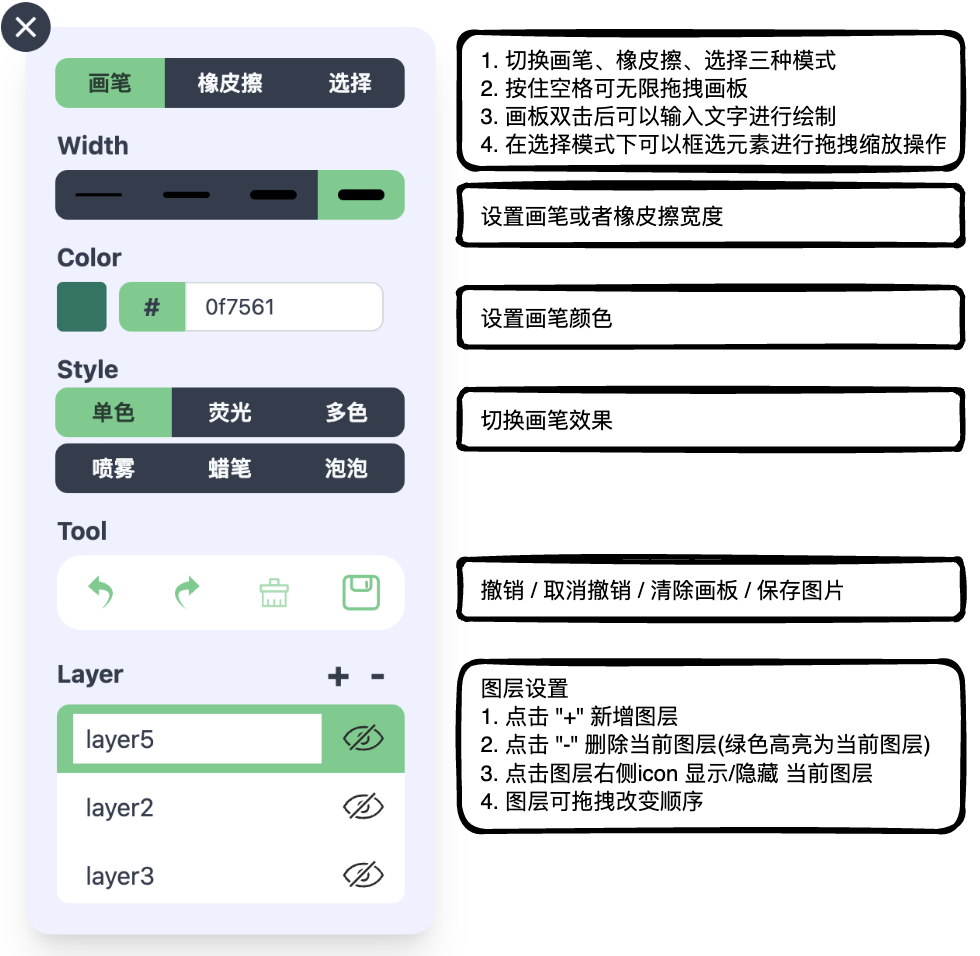 画笔 橡皮擦 选择
1. 切换画笔、橡皮擦、选择三种模式
2. 按住空格可无限拖拽画板
3. 画板双击后可以输入文字进行绘制
4. 在选择模式下可以框选元素进行拖拽缩放操作
Width
设置画笔或者橡皮擦宽度
Color
# 0f7561
设置画笔颜色
Style
单色 荧光 多色
喷雾 蜡笔 泡泡
切换画笔效果
Tool
撤销 / 取消撤销 / 清除画板 / 保存图片
Layer + -
layer5
layer2
layer3
图层设置
1. 点击 "+" 新增图层
2. 点击 "-" 删除当前图层(绿色高亮为当前图层)
3. 点击图层右侧icon 显示/隐藏 当前图层
4. 图层可拖拽改变顺序